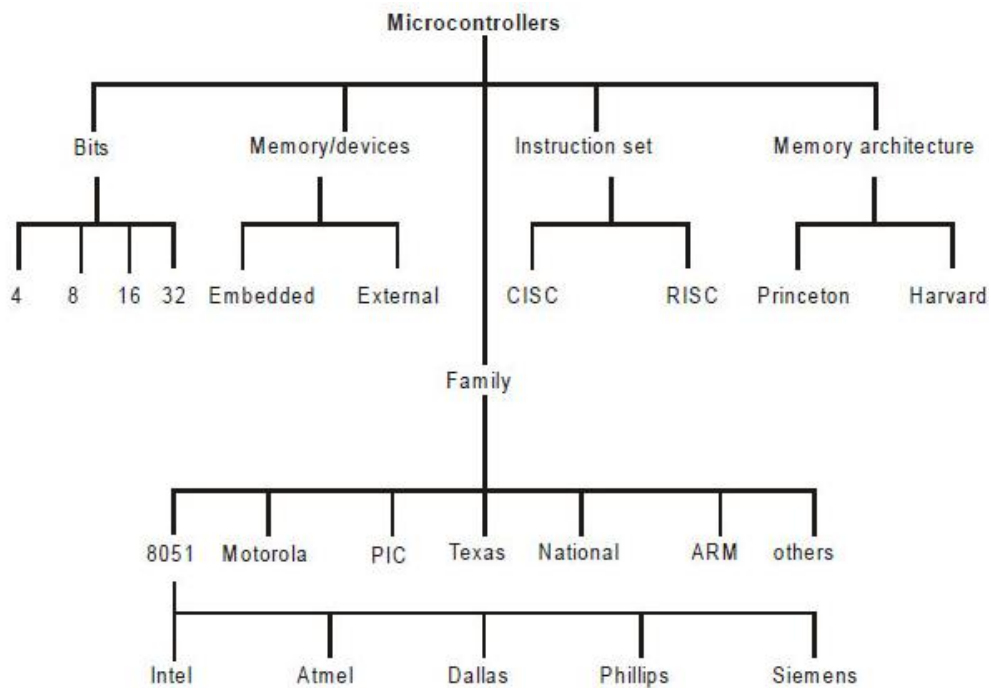 Microcontrollers
Bits Memory/devices Instruction set Memory architecture
4 8 16 32 Embedded External CISC RISC Princeton Harvard
Family
8051 Motorola PIC Texas National ARM others
Intel Atmel Dallas Phillips Siemens